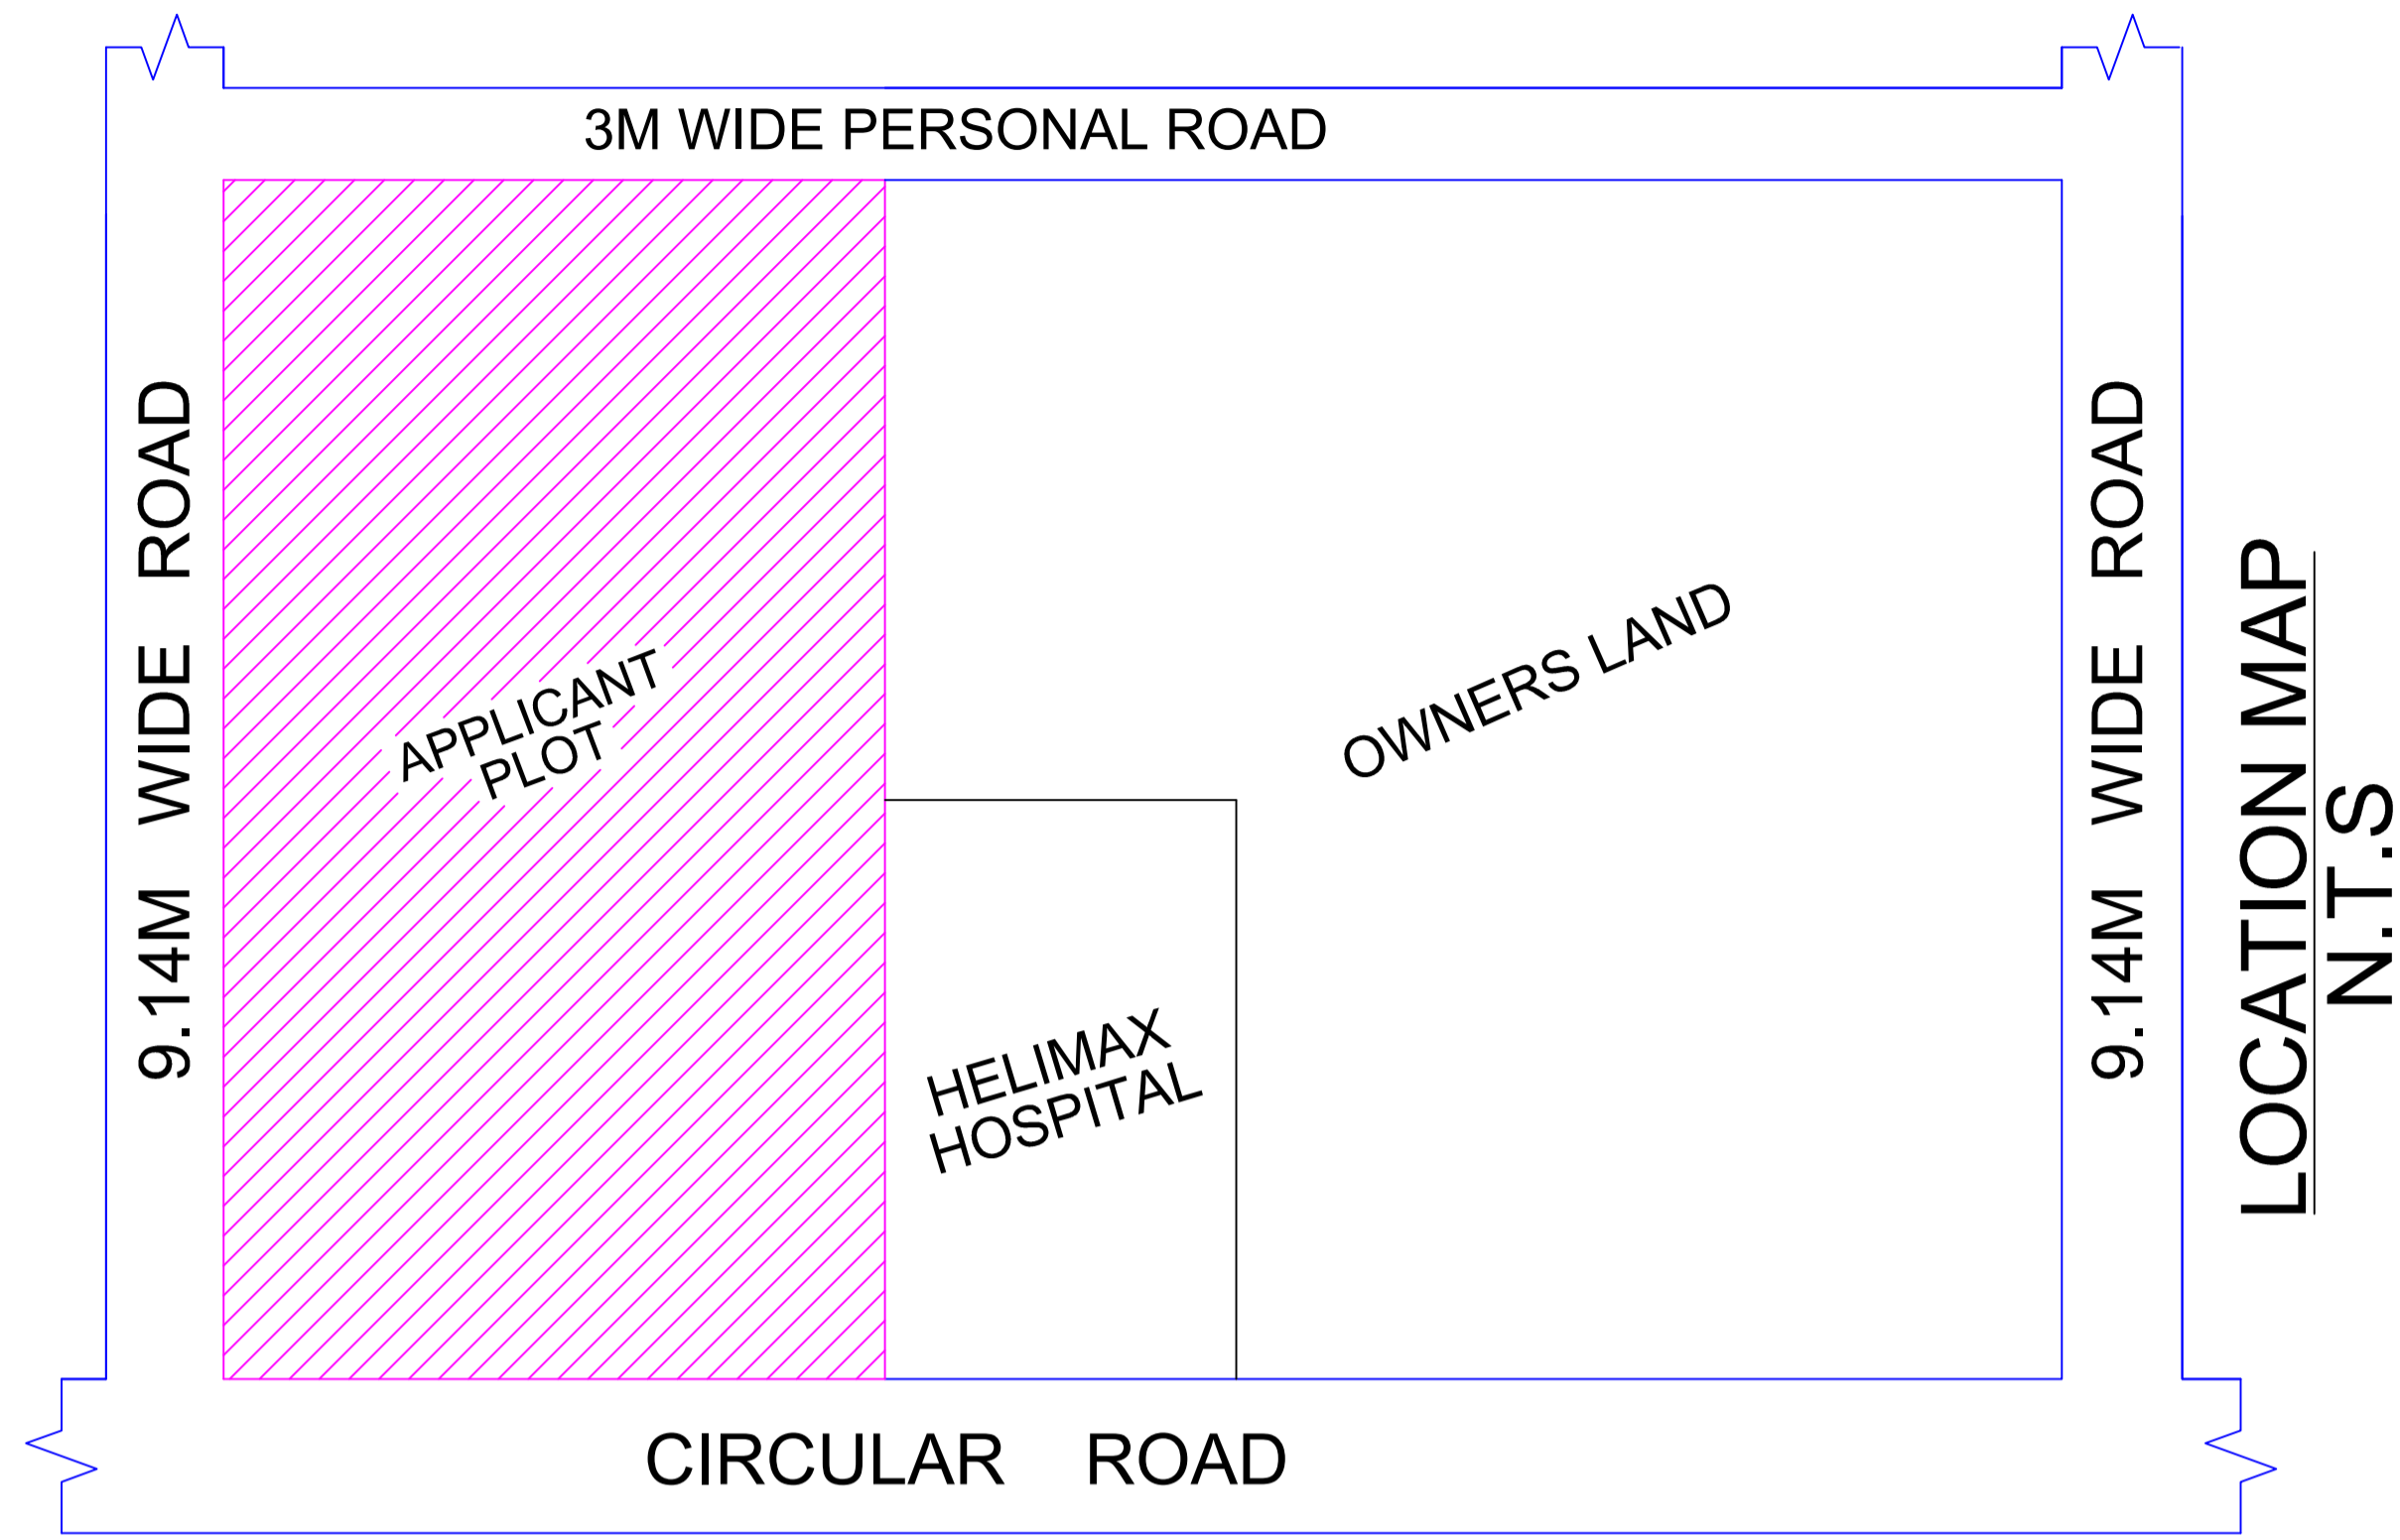 3M WIDE PERSONAL ROAD
9.14M WIDE ROAD
APPLICANT
PLOT
OWNERS LAND
HELIMAX
HOSPITAL
9.14M WIDE ROAD
LOCATION MAP
N.T.S
CIRCULAR ROAD